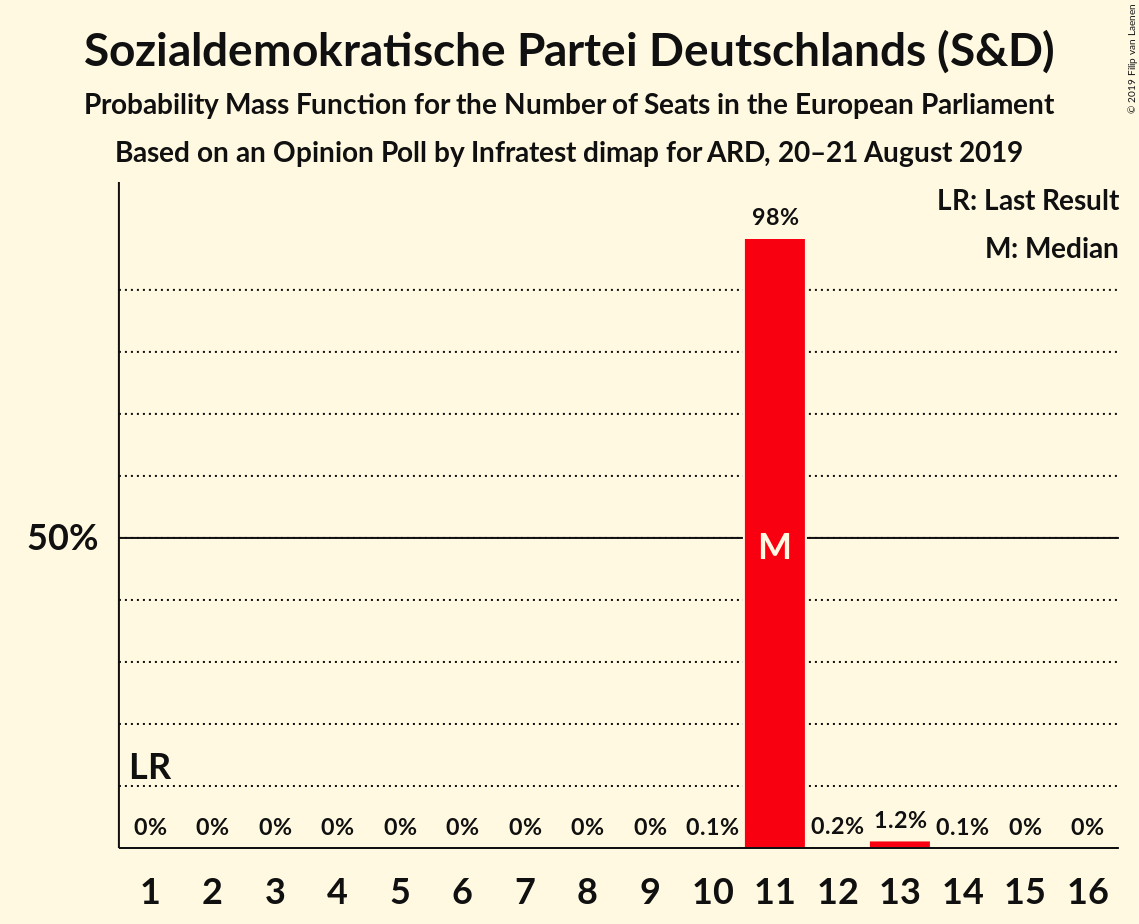 Sozialdemokratische Partei Deutschlands (S&D)
Probability Mass Function for the Number of Seats in the European Parliament
Based on an Opinion Poll by Infratest dimap for ARD, 20–21 August 2019
© 2019 Filip van Laenen
LR: Last Result
M: Median
98%
50%
M
LR
0% 0% 0% 0% 0% 0% 0% 0% 0% 0.1% 0.2% 1.2% 0.1% 0% 0%
1 2 3 4 5 6 7 8 9 10 11 12 13 14 15 16